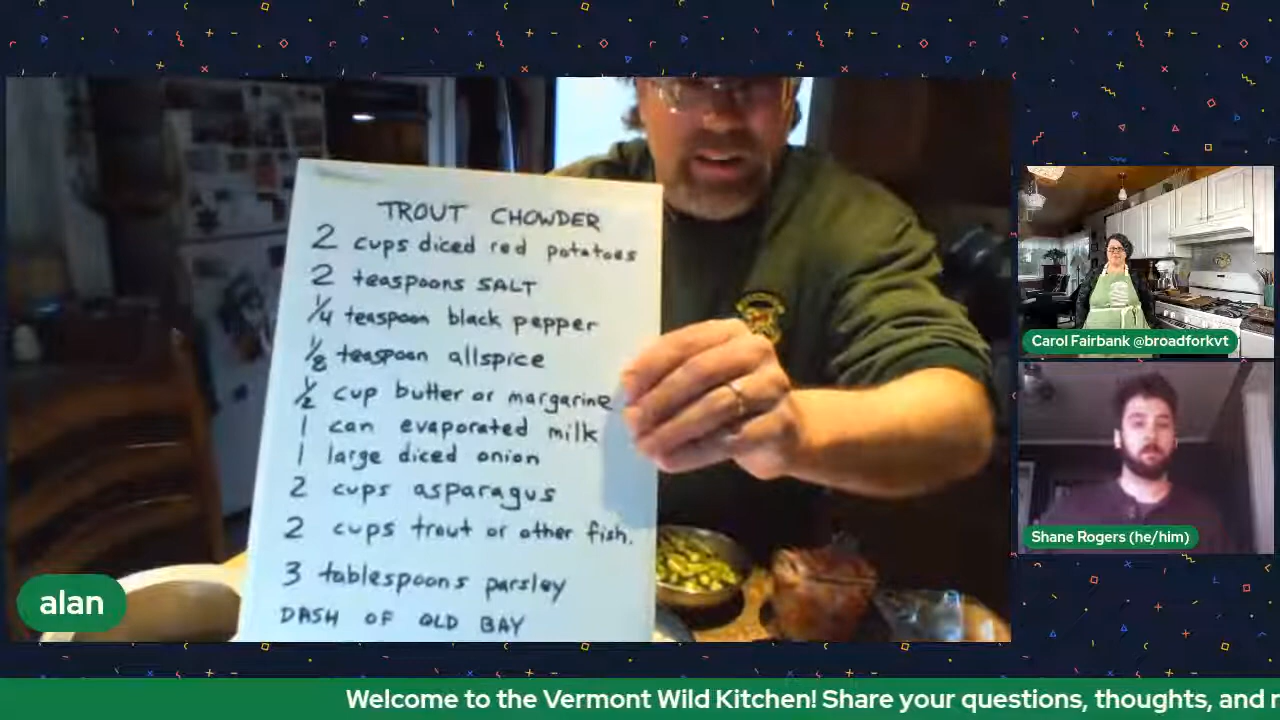 TROUT CHOWDER
2 cups diced red potatoes
2 teaspoons SALT
1/4 teaspoon black pepper
1/8 teaspoon allspice
1/2 cup butter or margarine
1 can evaporated milk
1 large diced onion
2 cups asparagus
2 cups trout or other fish.
3 tablespoons parsley
DASH OF OLD BAY
alan
Carol Fairbank @broadforkvt
Shane Rogers (he/him)
Welcome to the Vermont Wild Kitchen! Share your questions, thoughts, and